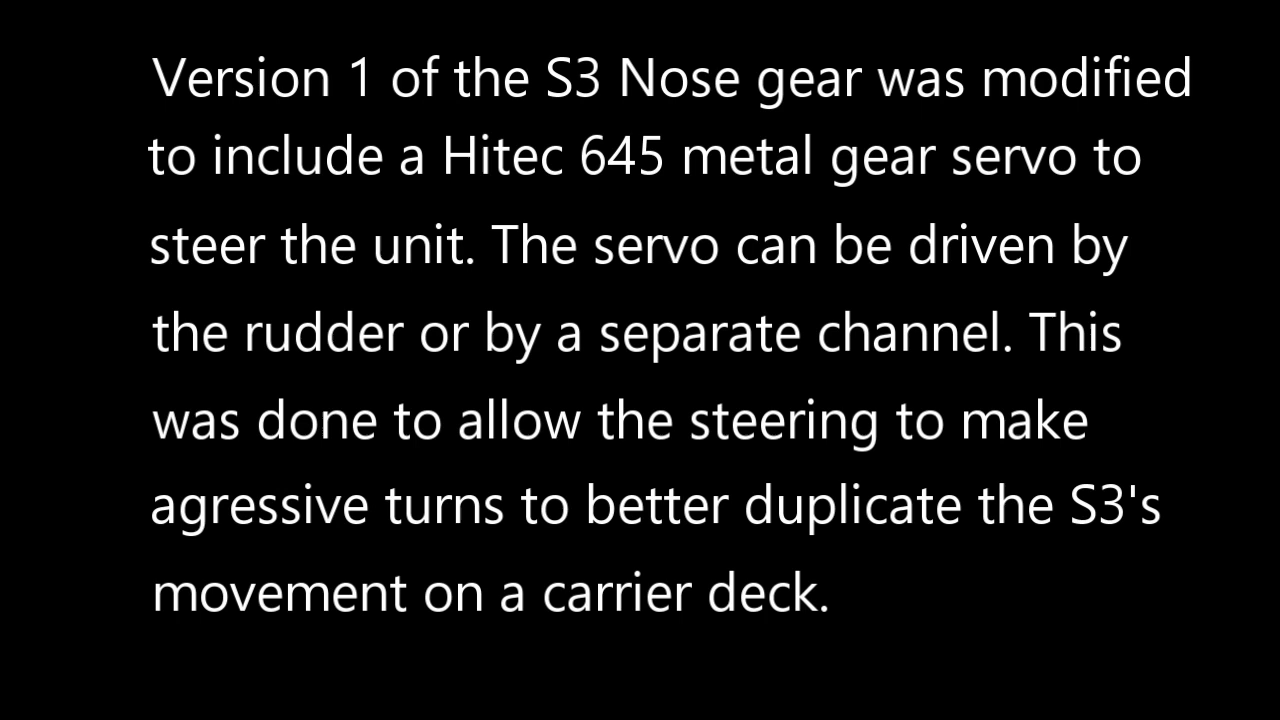 Version 1 of the S3 Nose gear was modified
to include a Hitec 645 metal gear servo to
steer the unit. The servo can be driven by
the rudder or by a separate channel. This
was done to allow the steering to make
agressive turns to better duplicate the S3's
movement on a carrier deck.